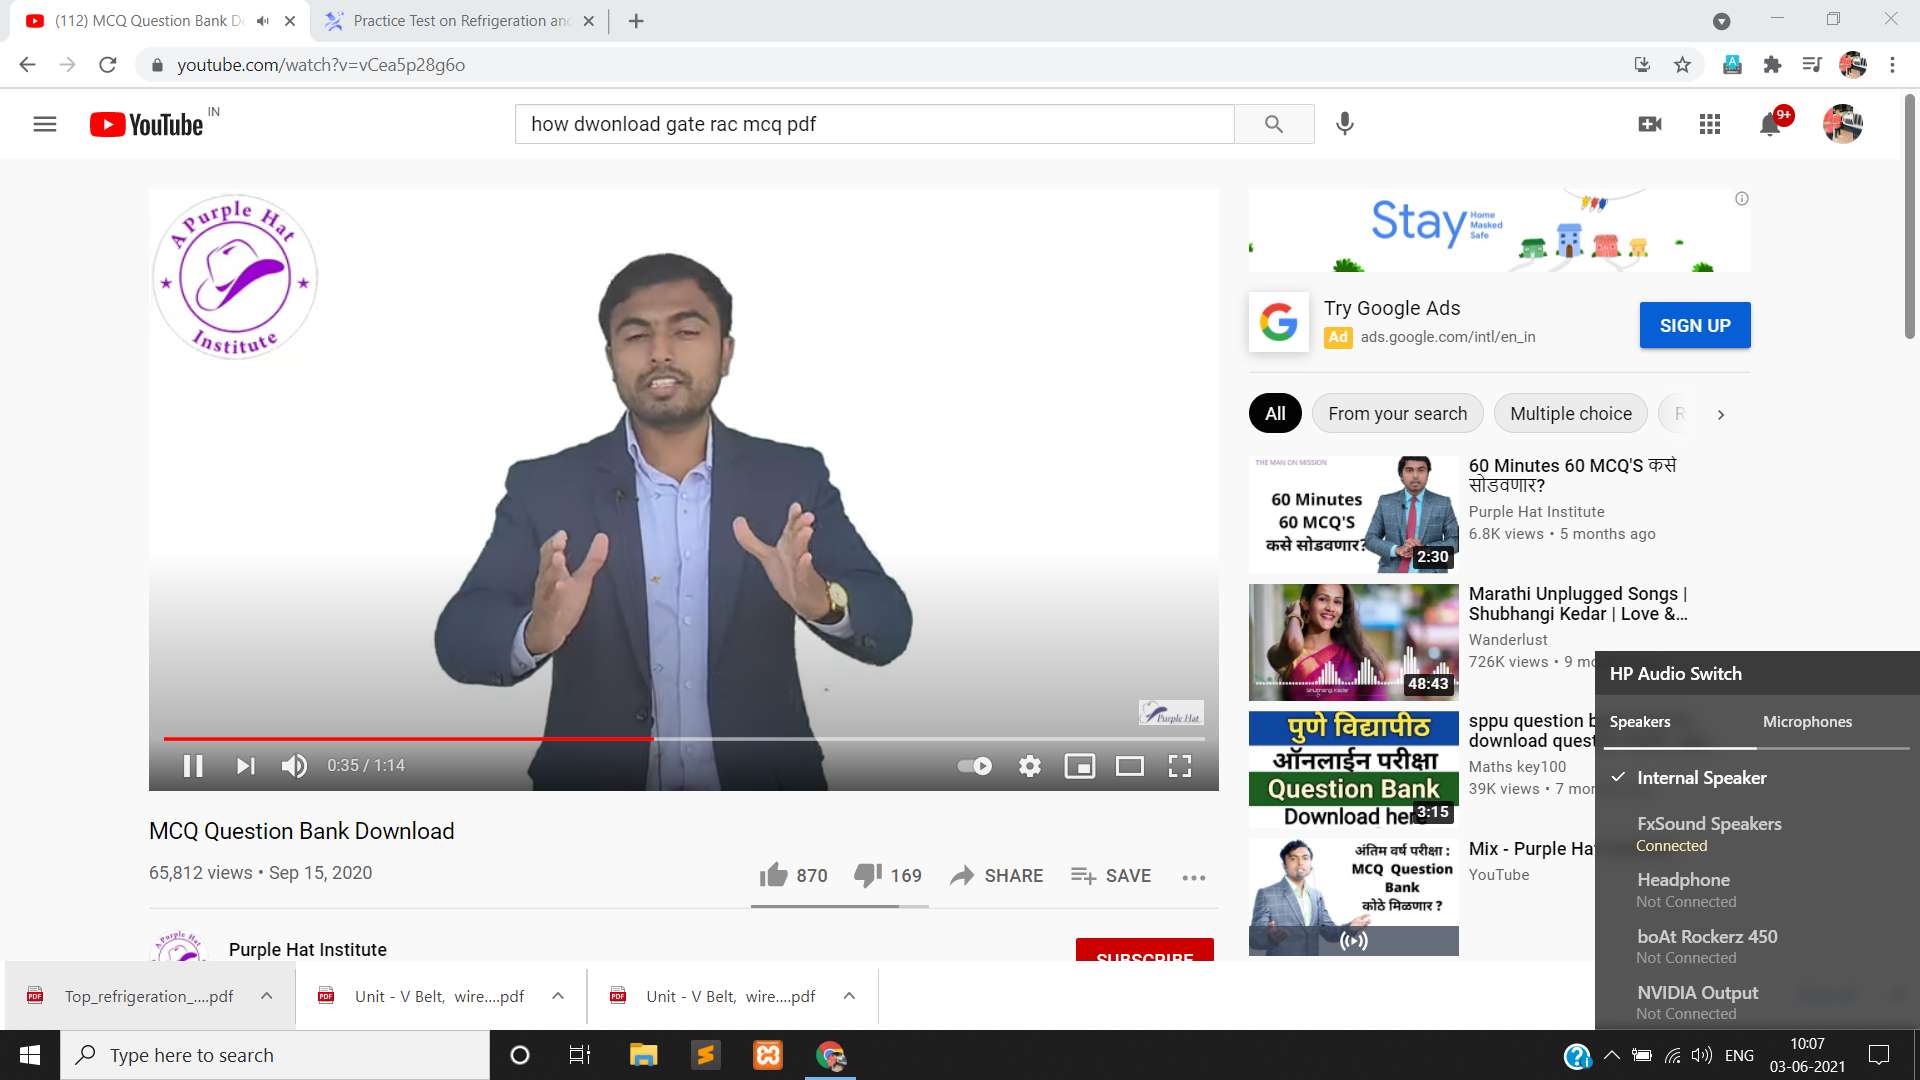 (112) MCQ Question Bank D
Practice Test on Refrigeration an
youtube.com/watch?v=vCea5p28g6o
YouTube IN
how dwonload gate rac mcq pdf
9+
A Purple Hat
Institute
Stay Home
Masked
Safe
Try Google Ads
Ad ads.google.com/intl/en_in
SIGN UP
All
From your search
Multiple choice
R
THE MAN ON MISSION
60 Minutes
60 MCQ'S
कसे सोडवणार?
2:30
60 Minutes 60 MCQ'S कसे
सोडवणार?
Purple Hat Institute
6.8K views • 5 months ago
48:43
Marathi Unplugged Songs |
Shubhangi Kedar | Love &...
Wanderlust
726K views • 9 mo
पुणे विद्यापीठ
ऑनलाईन परीक्षा
Question Bank
Download here
3:15
sppu question b
download quest
Maths key100
39K views • 7 mon
अंतिम वर्ष परीक्षा :
MCQ Question
Bank
कोठे मिळणार ?
Mix - Purple Ha
YouTube
Purple Hat
0:35 / 1:14
MCQ Question Bank Download
65,812 views • Sep 15, 2020
870
169
SHARE
SAVE
Purple Hat Institute
SUBSCRIBE
HP Audio Switch
Speakers
Microphones
Internal Speaker
FxSound Speakers
Connected
Headphone
Not Connected
boAt Rockerz 450
Not Connected
NVIDIA Output
Not Connected
Top_refrigeration_....pdf
Unit - V Belt, wire....pdf
Unit - V Belt, wire....pdf
Type here to search
ENG
10:07
03-06-2021